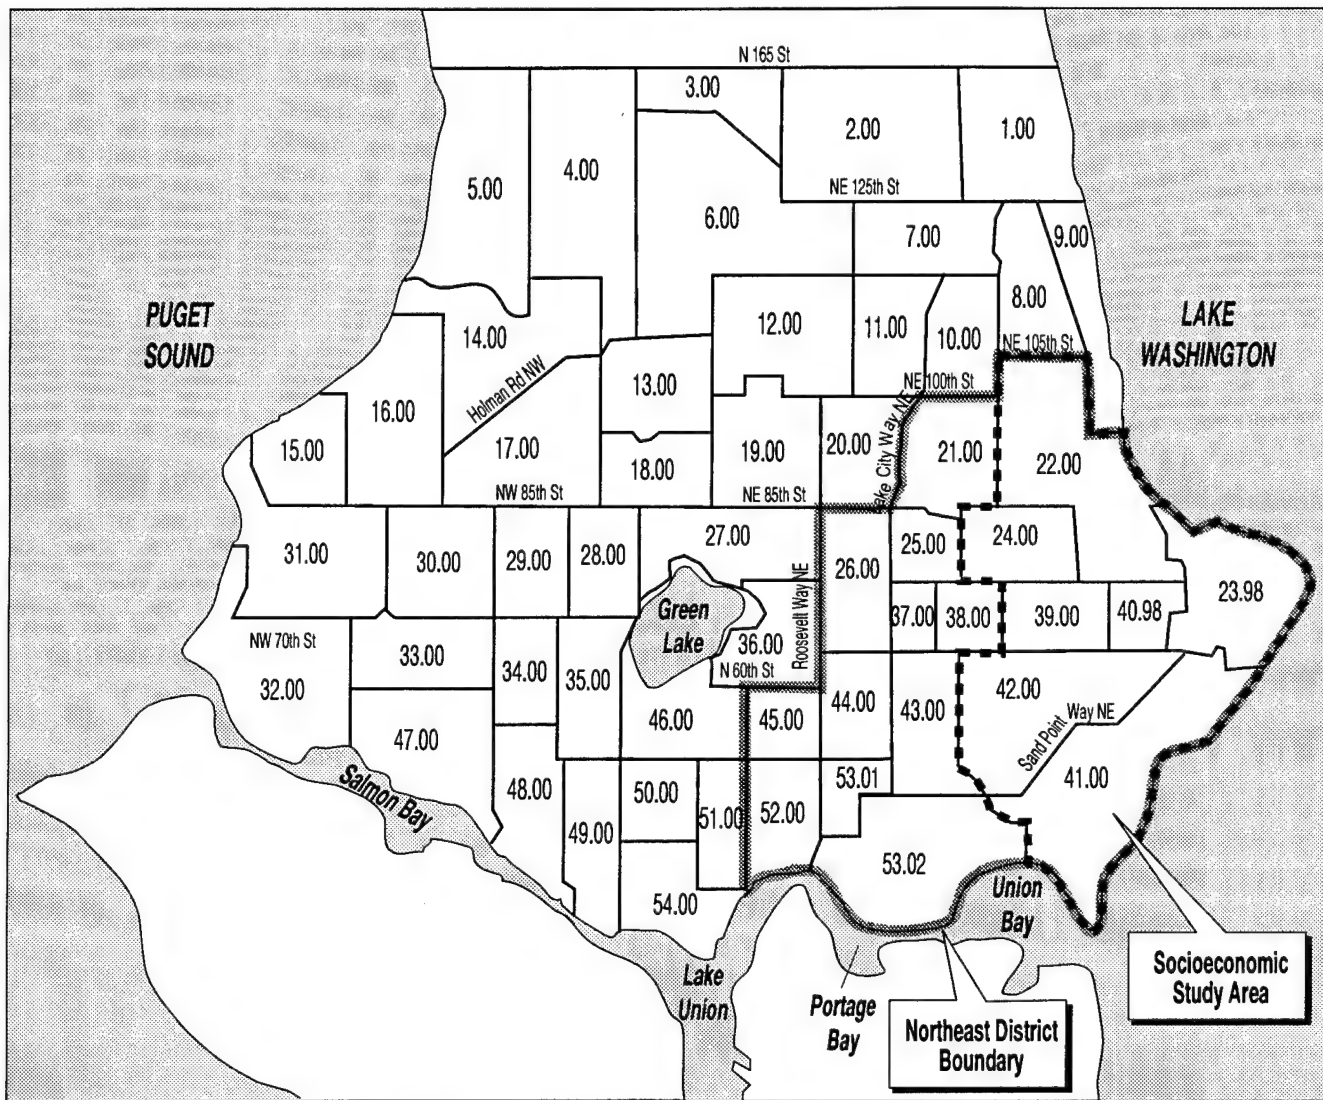 N 165 St
3.00
2.00
1.00
4.00
5.00
NE 125th St
6.00
7.00
9.00
8.00
PUGET
SOUND
LAKE
WASHINGTON
14.00
12.00
11.00
10.00
NE 105th St
Holman Rd NW
13.00
NE 100th St
16.00
15.00
17.00
18.00
19.00
20.00
Lake City Way NE
21.00
22.00
NW 85th St
NE 85th St
31.00
30.00
29.00
28.00
27.00
Roosevelt Way NE
26.00
25.00
24.00
23.98
Green
Lake
36.00
37.00
38.00
39.00
40.98
NW 70th St
N 60th St
33.00
34.00
35.00
32.00
46.00
45.00
44.00
43.00
42.00
Sand Point Way NE
47.00
Salmon Bay
48.00
49.00
50.00
51.00
52.00
53.01
41.00
53.02
54.00
Union
Bay
Socioeconomic
Study Area
Lake
Union
Portage
Bay
Northeast District
Boundary